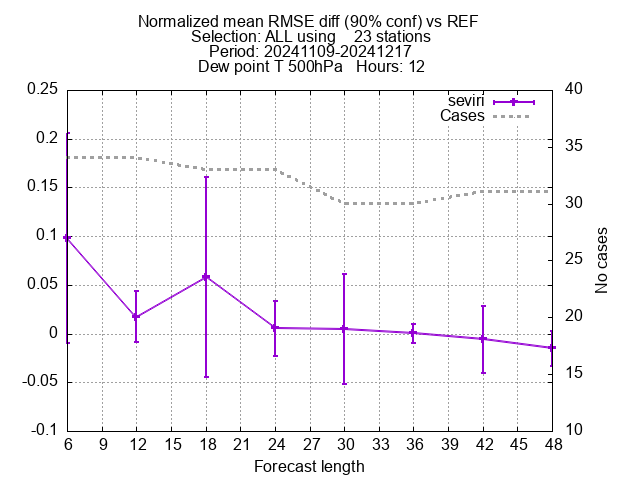 Normalized mean RMSE diff (90% conf) vs REF
Selection: ALL using    23 stations
Period: 20241109-20241217
Dew point T 500hPa   Hours: 12
seviri
Cases
0.25
0.2
0.15
0.1
0.05
0
-0.05
-0.1
40
35
30
25
20
15
10
No cases
6 9 12 15 18 21 24 27 30 33 36 39 42 45 48
Forecast length